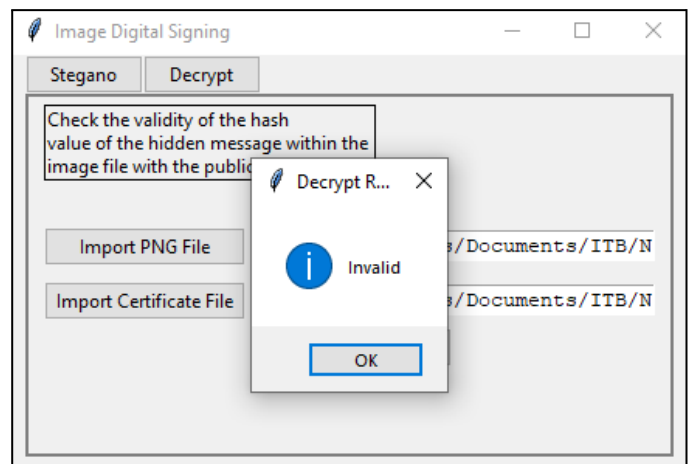 Image Digital Signing
Stegano Decrypt
Check the validity of the hash
value of the hidden message within the
image file with the public
Decrypt R...
Import PNG File
s/Documents/ITB/N
Invalid
Import Certificate File
s/Documents/ITB/N
OK